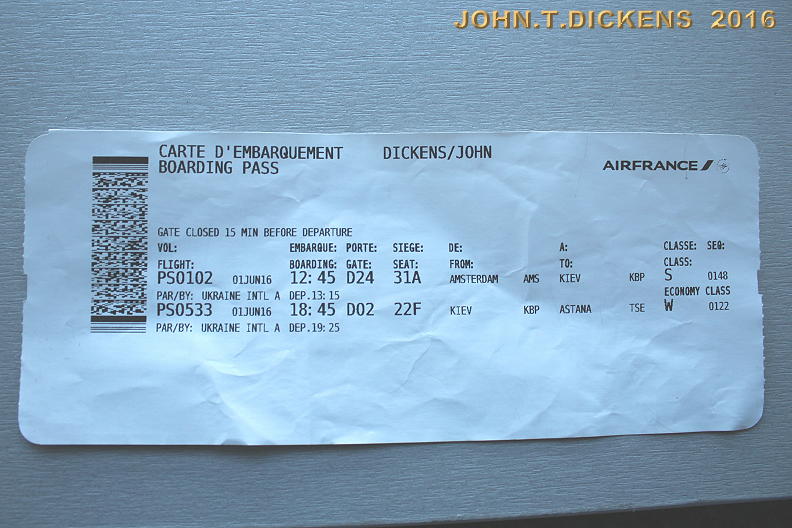 JOHN.T.DICKENS 2016
CARTE D'EMBARQUEMENT DICKENS/JOHN
BOARDING PASS
AIRFRANCE
GATE CLOSED 15 MIN BEFORE DEPARTURE
VOL: EMBARQUE: PORTE: SIEGE: DE: A: CLASSE: SEQ:
FLIGHT: BOARDING: GATE: SEAT: FROM: TO: CLASS:
PS0102 01JUN16 12:45 D24 31A AMSTERDAM AMS KIEV KBP S 0148
PAR/BY: UKRAINE INTL A DEP.13:15 ECONOMY CLASS
PS0533 01JUN16 18:45 D02 22F KIEV KBP ASTANA TSE W 0122
PAR/BY: UKRAINE INTL A DEP.19:25